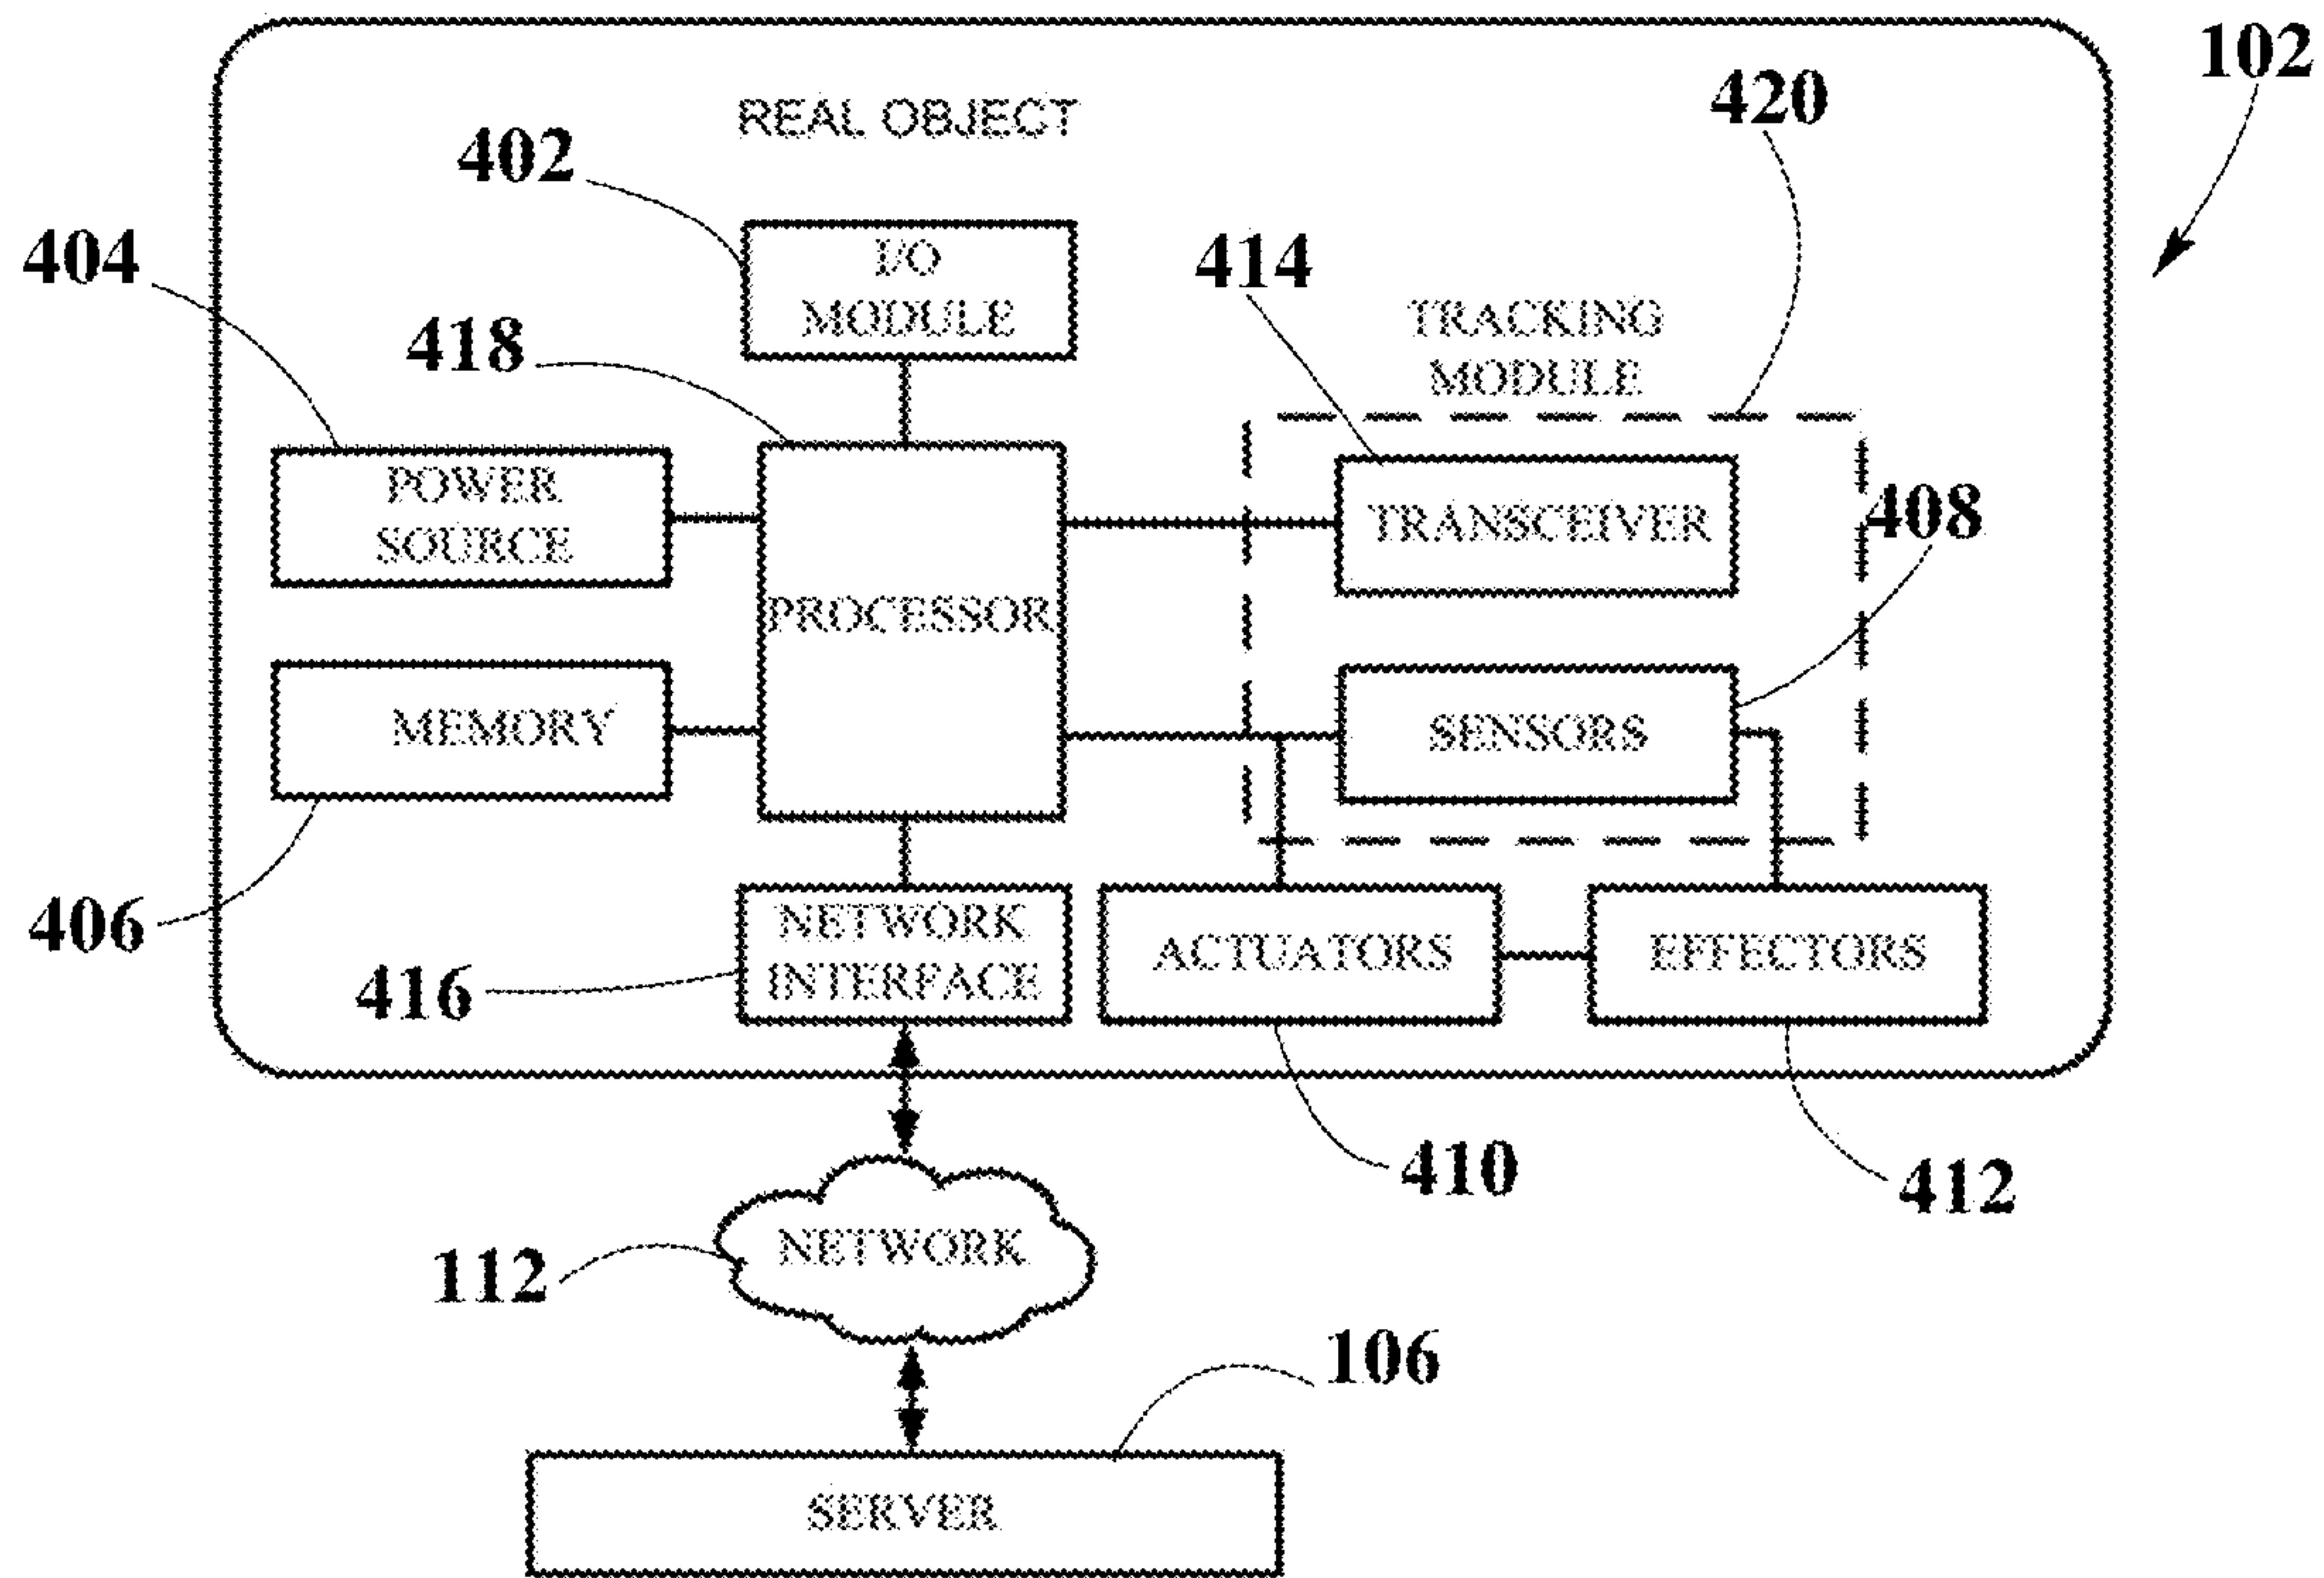 102
REAL OBJECT
420
402
I/O
MODULE
404
414
418
TRACKING
MODULE
POWER
SOURCE
TRANSCEIVER
408
PROCESSOR
MEMORY
SENSORS
406
416
NETWORK
INTERFACE
ACTUATORS
EFFECTORS
410
412
112
NETWORK
106
SERVER